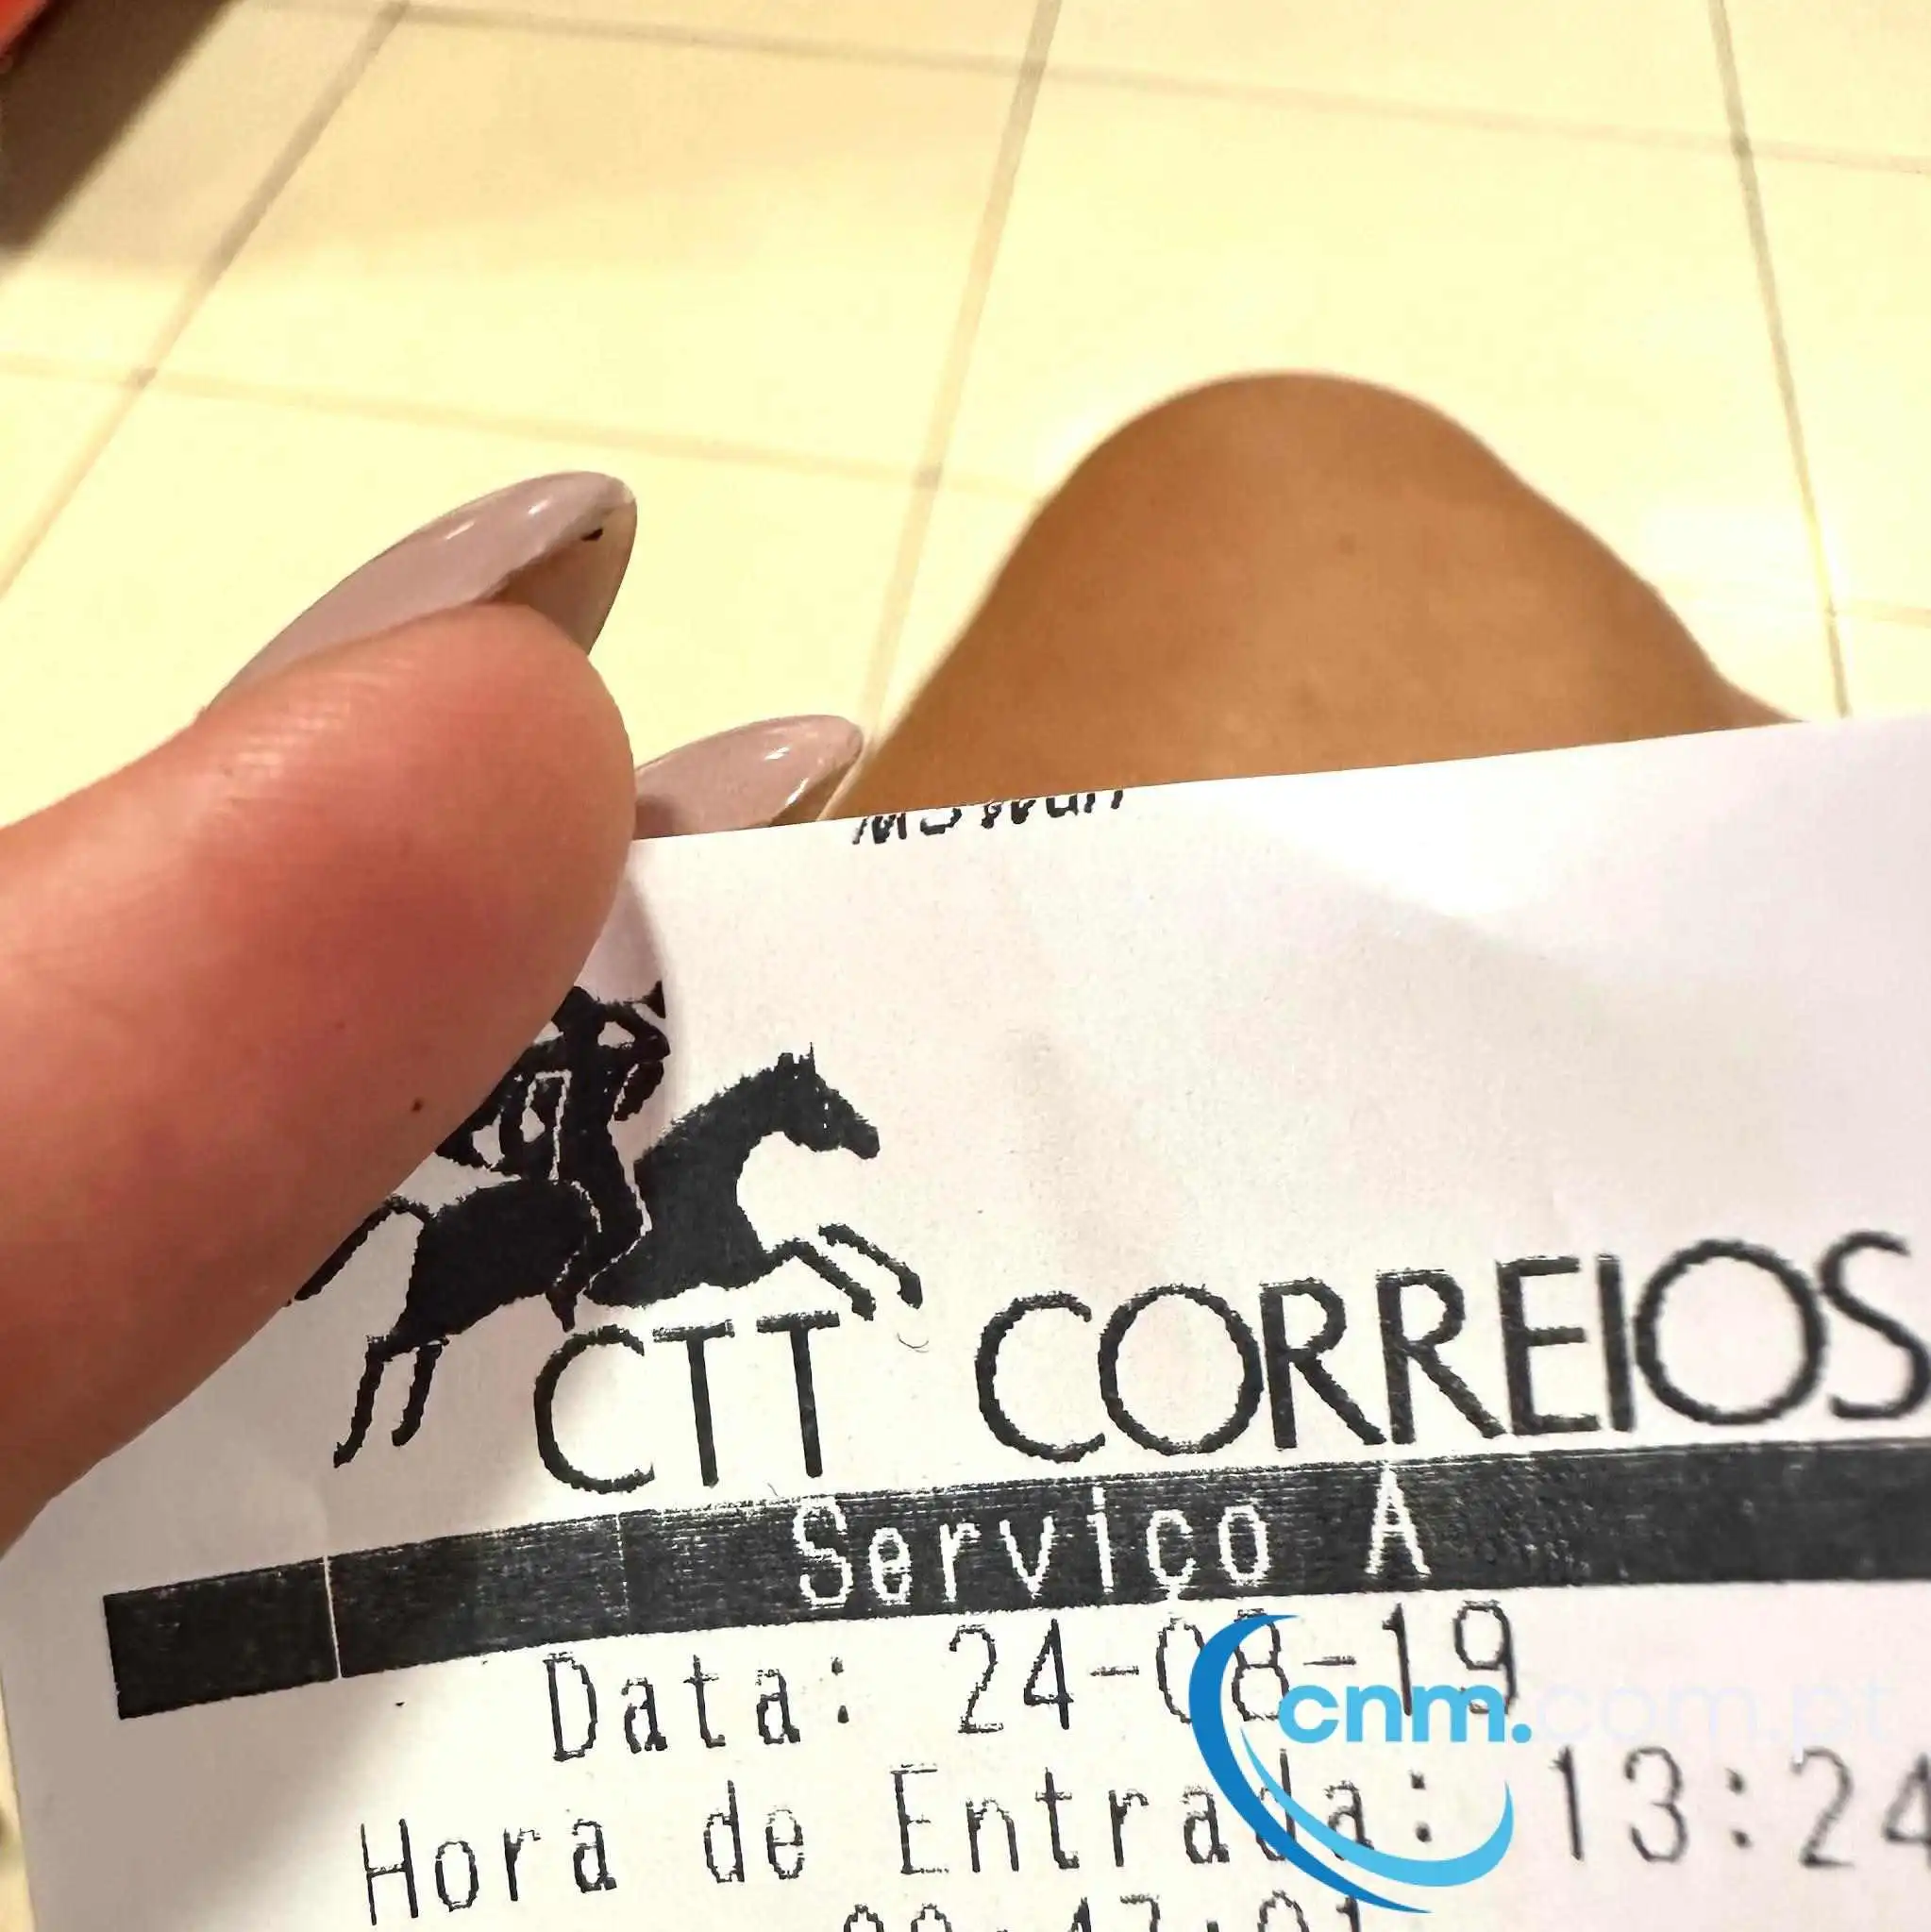 CTT CORREIOS
Serviço A
Data: 24-08-19
cnm.com.pt
Hora de Entrada: 13:24